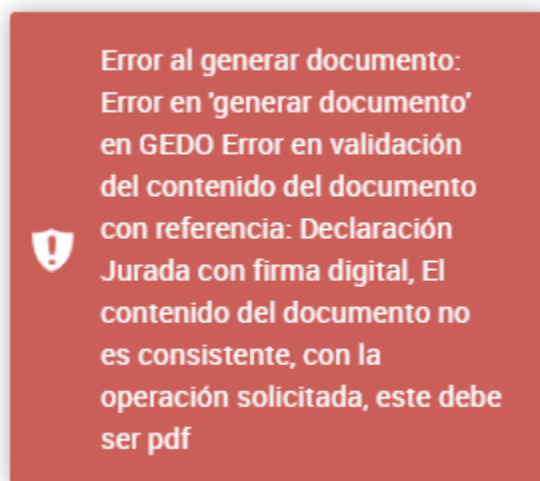 Error al generar documento:
Error en 'generar documento'
en GEDO Error en validación
del contenido del documento
con referencia: Declaración
Jurada con firma digital, El
contenido del documento no
es consistente, con la
operación solicitada, este debe
ser pdf